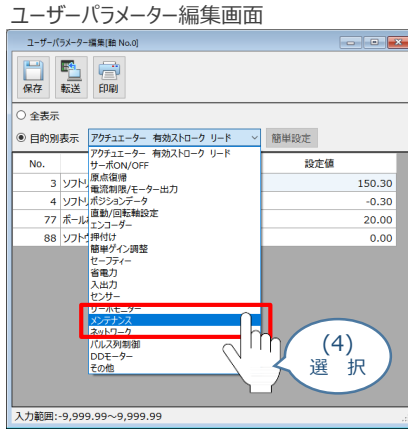 ユーザーパラメーター編集画面
ユーザーパラメーター編集[軸 No.0]
保存 転送 印刷
全表示
目的別表示 アクチュエーター 有効ストローク リード 簡単設定
No. 設定値
アクチュエーター 有効ストローク リード
サーボON/OFF
原点復帰
電流制限/モーター出力
ポジションデータ
直動/回転軸設定
エンコーダー
押付け
簡単ゲイン調整
セーフティー
省電力
入出力
センサー
サーボモニター
メンテナンス
ネットワーク
パルス列制御
DDモーター
その他
3 ソフトリ 150.30
4 ソフトリ -0.30
77 ボールね 20.00
88 ソフトウ 0.00
(4)
選 択
入力範囲:-9,999.99~9,999.99